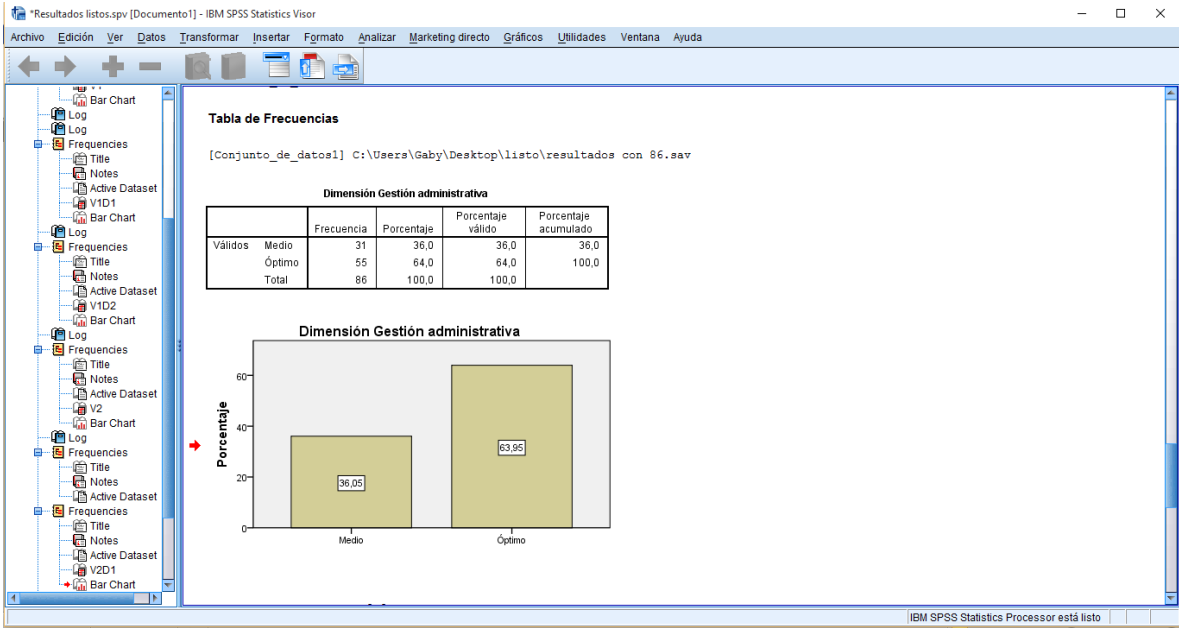 *Resultados listos.spv [Documento1] - IBM SPSS Statistics Visor
Archivo Edición Ver Datos Transformar Insertar Formato Analizar Marketing directo Gráficos Utilidades Ventana Ayuda
Bar Chart
Log
Log
Frequencies
Title
Notes
Active Dataset
V1D1
Bar Chart
Log
Frequencies
Title
Notes
Active Dataset
V1D2
Bar Chart
Log
Frequencies
Title
Notes
Active Dataset
V2
Bar Chart
Log
Frequencies
Title
Notes
Active Dataset
Frequencies
Title
Notes
Active Dataset
V2D1
Bar Chart
Tabla de Frecuencias
[Conjunto_de_datos1] C:\Users\Gaby\Desktop\listo\resultados con 86.sav
Dimensión Gestión administrativa
Frecuencia Porcentaje Porcentaje válido Porcentaje acumulado
Válidos Medio 31 36,0 36,0 36,0
Óptimo 55 64,0 64,0 100,0
Total 86 100,0 100,0
Dimensión Gestión administrativa
Porcentaje
60
40
20
0
36,05
63,95
Medio Óptimo
IBM SPSS Statistics Processor está listo